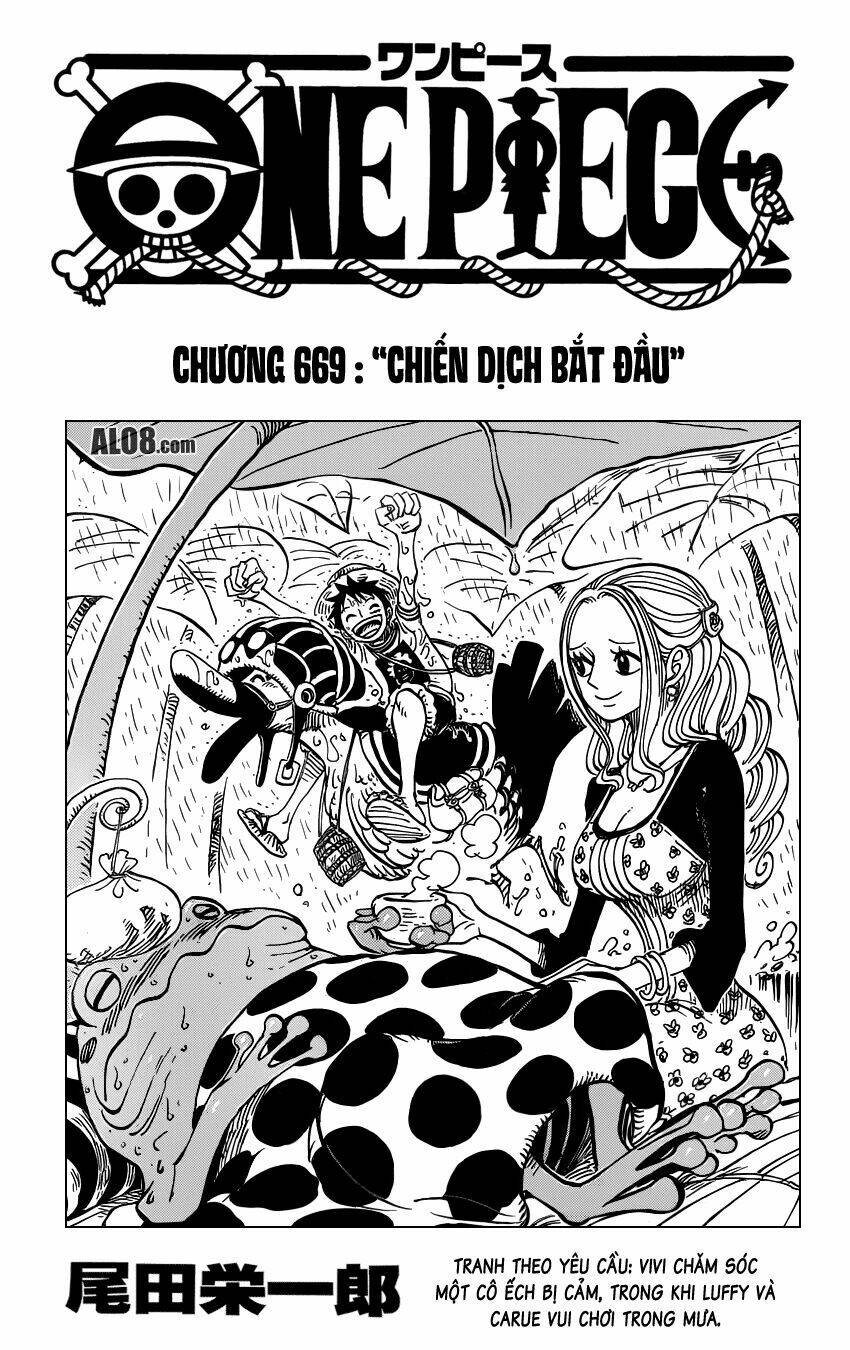 ワンピース
ONE PIECE
CHƯƠNG 669 : “CHIẾN DỊCH BẮT ĐẦU”
ALO8.com
尾田栄一郎
TRANH THEO YÊU CẦU: VIVI CHĂM SÓC
MỘT CÔ ẾCH BỊ CẢM, TRONG KHI LUFFY VÀ
CARUE VUI CHƠI TRONG MƯA.